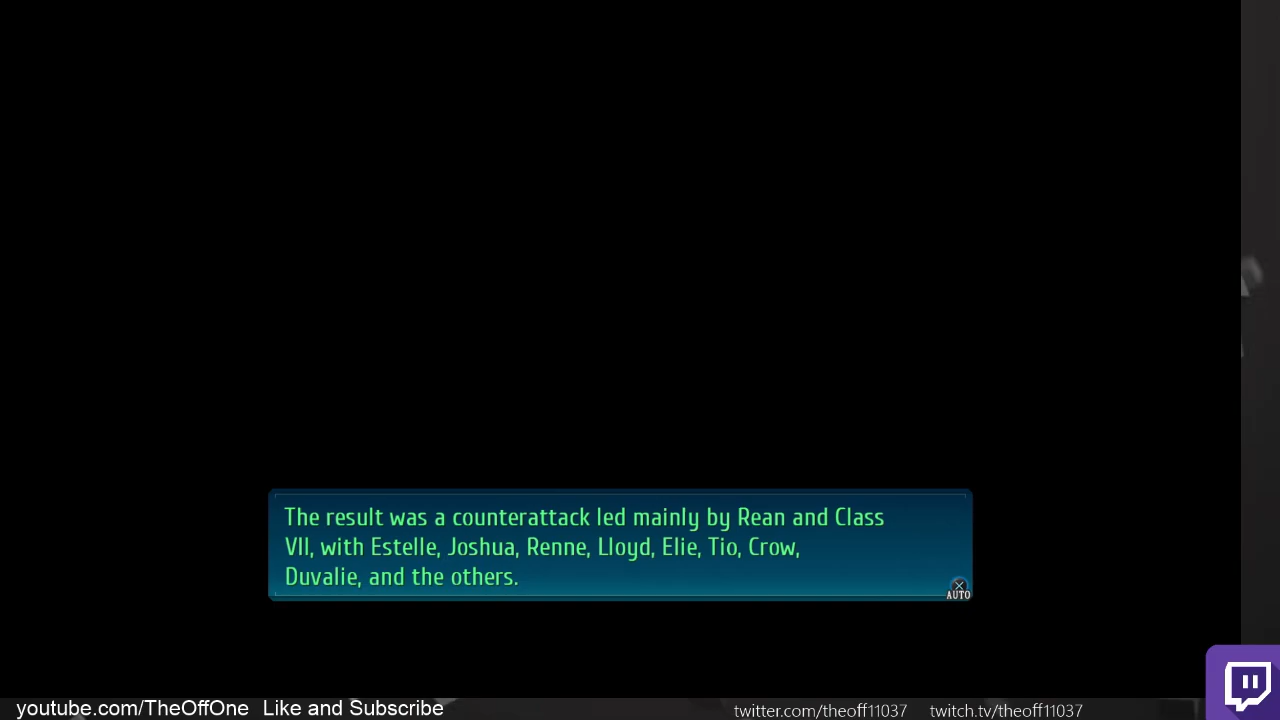 The result was a counterattack led mainly by Rean and Class
VII, with Estelle, Joshua, Renne, Lloyd, Elie, Tio, Crow,
Duvalie, and the others.
AUTO
youtube.com/TheOffOne Like and Subscribe
twitter.com/theoff11037 twitch.tv/theoff11037